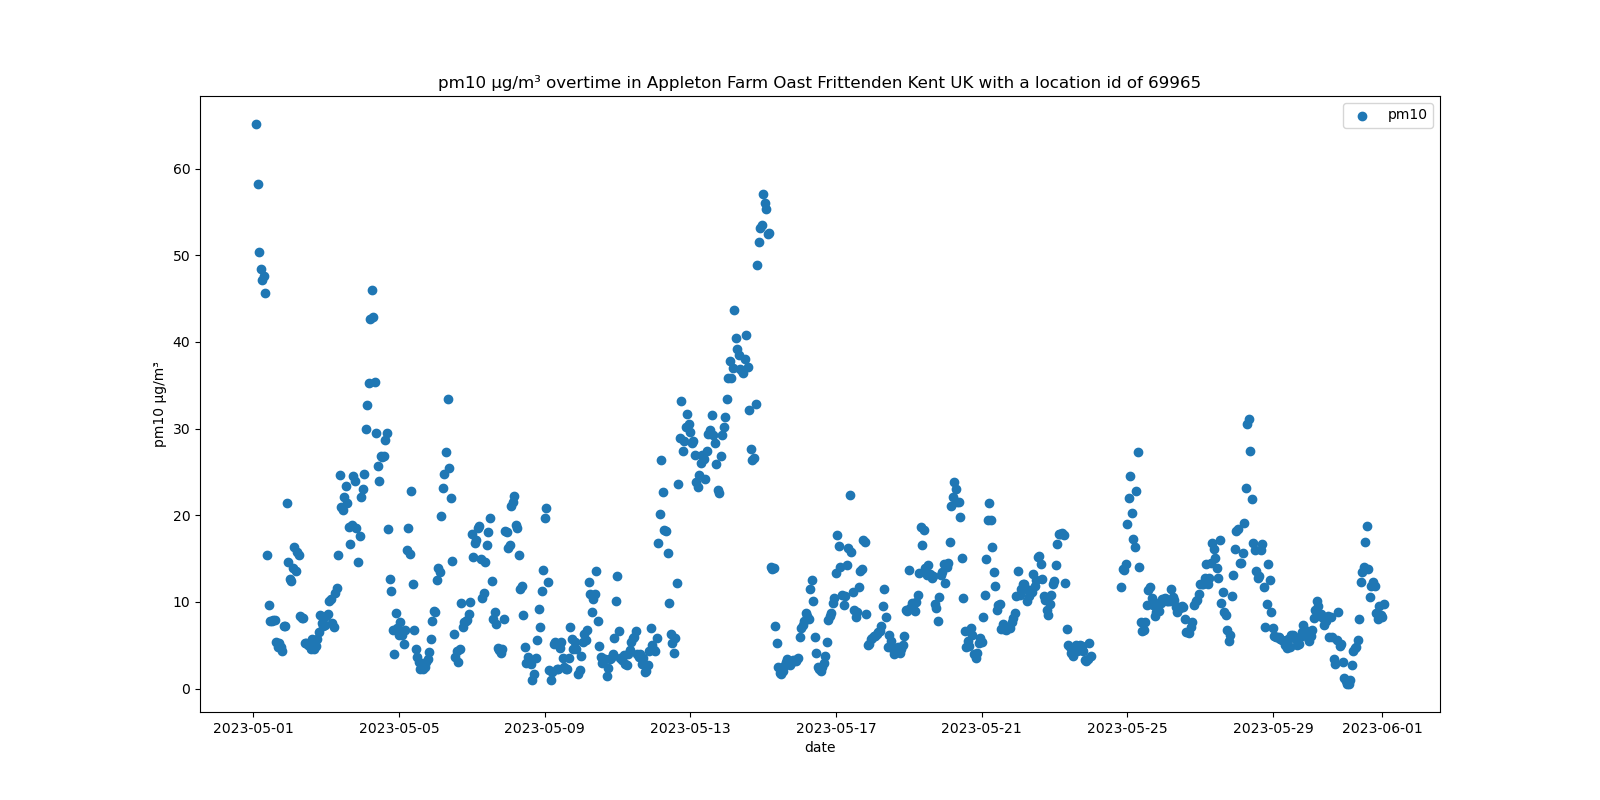 pm10 µg/m³ overtime in Appleton Farm Oast Frittenden Kent UK with a location id of 69965
pm10
60
50
40
30
20
10
0
pm10 µg/m³
2023-05-01 2023-05-05 2023-05-09 2023-05-13 2023-05-17 2023-05-21 2023-05-25 2023-05-29 2023-06-01
date